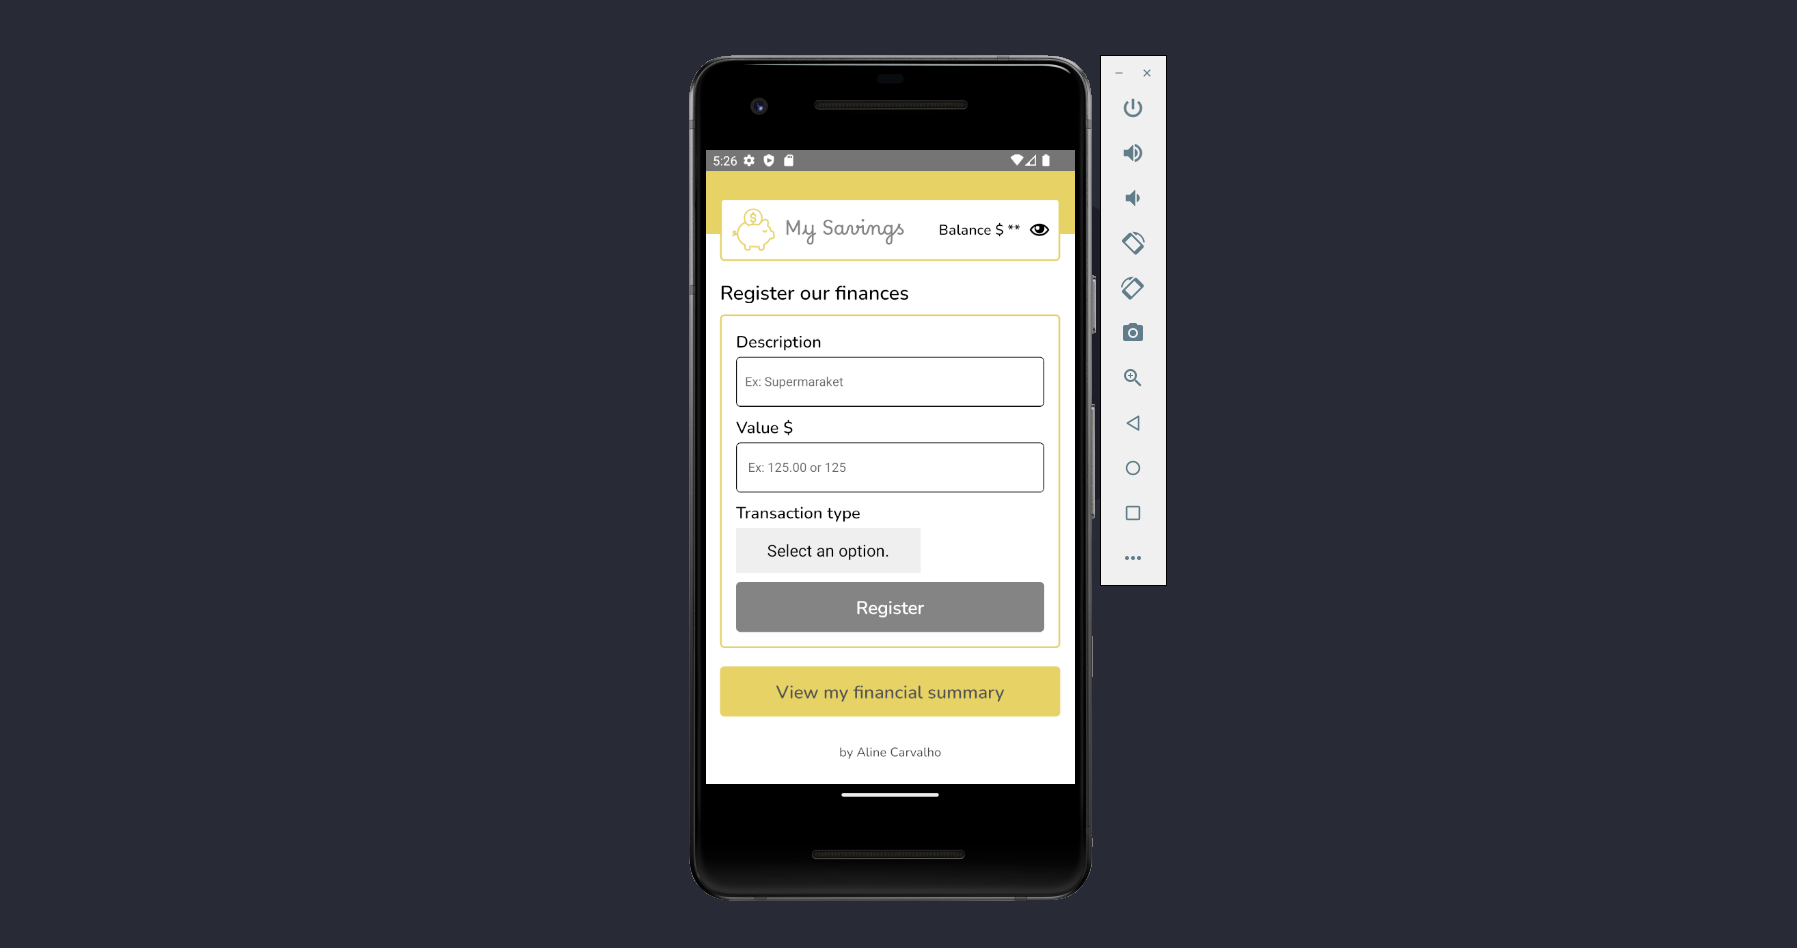 5:26
My Savings
Balance $ **
Register our finances
Description
Ex: Supermaraket
Value $
Ex: 125.00 or 125
Transaction type
Select an option.
Register
View my financial summary
by Aline Carvalho